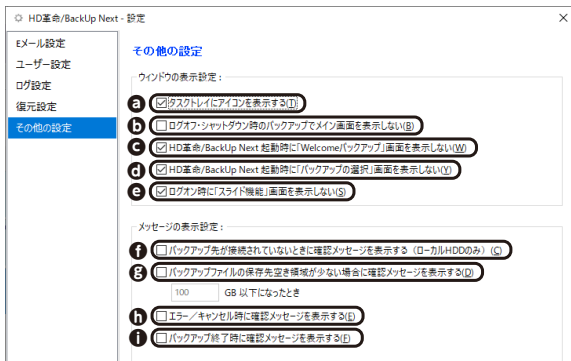 HD革命/BackUp Next - 設定
Eメール設定
ユーザー設定
ログ設定
復元設定
その他の設定
その他の設定
ウィンドウの表示設定：
a タスクトレイにアイコンを表示する(T)
b ログオフ・シャットダウン時のバックアップでメイン画面を表示しない(B)
c HD革命/BackUp Next 起動時に「Welcomeバックアップ」画面を表示しない(W)
d HD革命/BackUp Next 起動時に「バックアップの選択」画面を表示しない(Y)
e ログオン時に「スライド機能」画面を表示しない(S)
メッセージの表示設定：
f バックアップ先が接続されていないときに確認メッセージを表示する（ローカルHDDのみ）(C)
g バックアップファイルの保存先空き領域が少ない場合に確認メッセージを表示する(D)
100 GB 以下になったとき
h エラー／キャンセル時に確認メッセージを表示する(E)
i バックアップ終了時に確認メッセージを表示する(F)